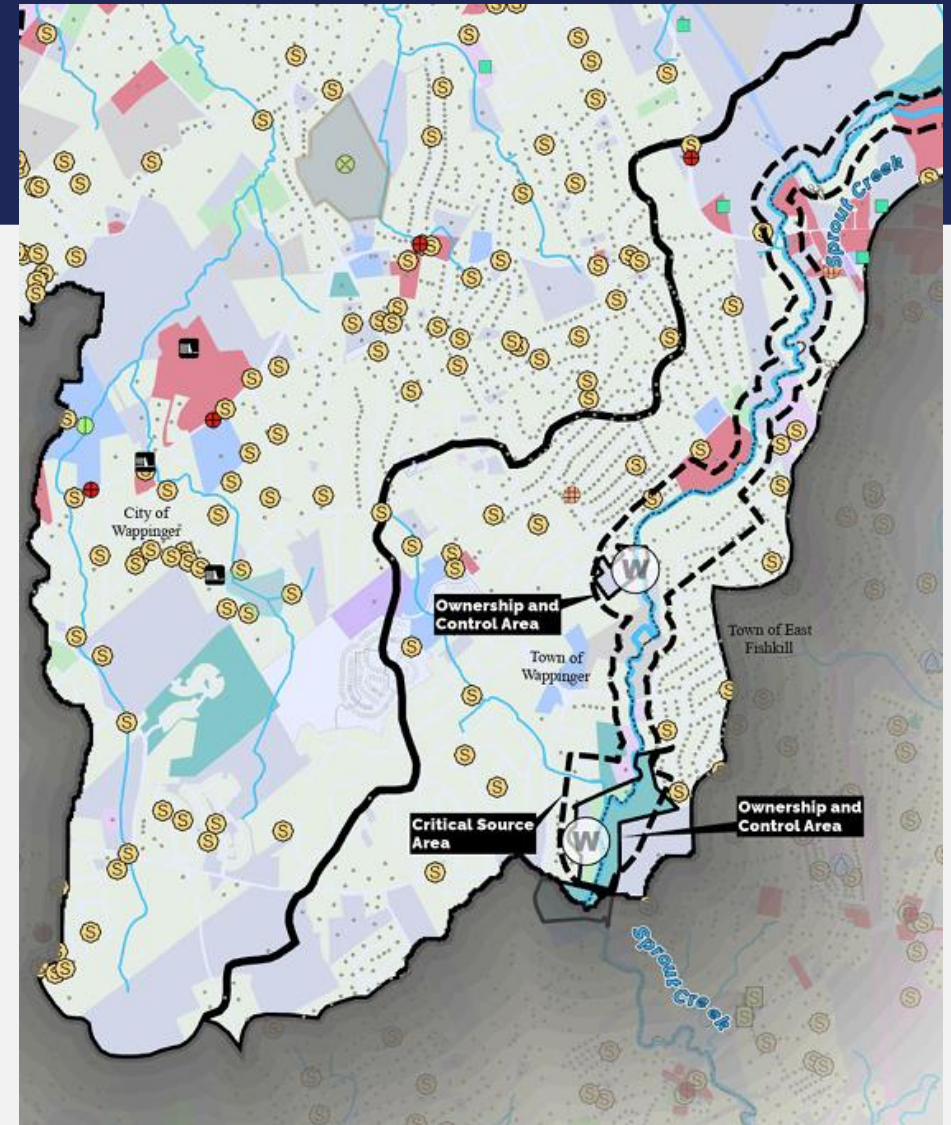 Sprout Creek
City of
Wappinger
Ownership and
Control Area
Town of
Wappinger
Town of East
Fishkill
W
Critical Source
Area
Ownership and
Control Area
W
Sprout Creek